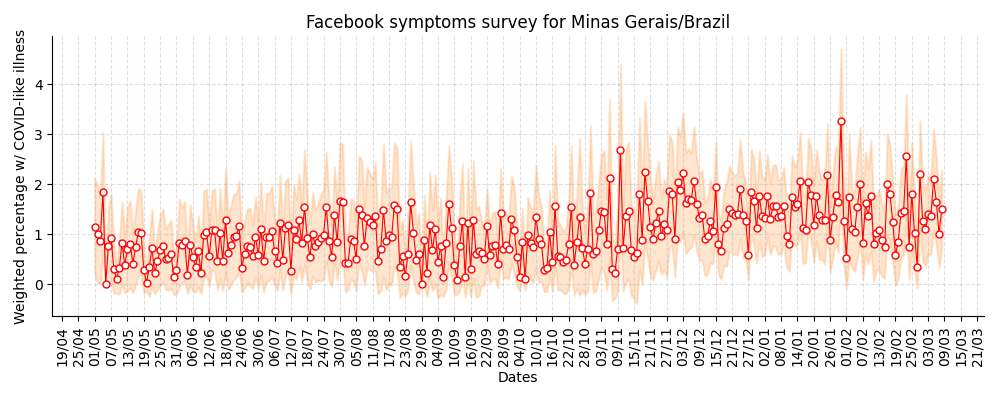 Facebook symptoms survey for Minas Gerais/Brazil
Weighted percentage w/ COVID-like illness
4
3
2
1
0
19/04 25/04 01/05 07/05 13/05 19/05 25/05 31/05 06/06 12/06 18/06 24/06 30/06 06/07 12/07 18/07 24/07 30/07 05/08 11/08 17/08 23/08 29/08 04/09 10/09 16/09 22/09 28/09 04/10 10/10 16/10 22/10 28/10 03/11 09/11 15/11 21/11 27/11 03/12 09/12 15/12 21/12 27/12 02/01 08/01 14/01 20/01 26/01 01/02 07/02 13/02 19/02 25/02 03/03 09/03 15/03 21/03
Dates